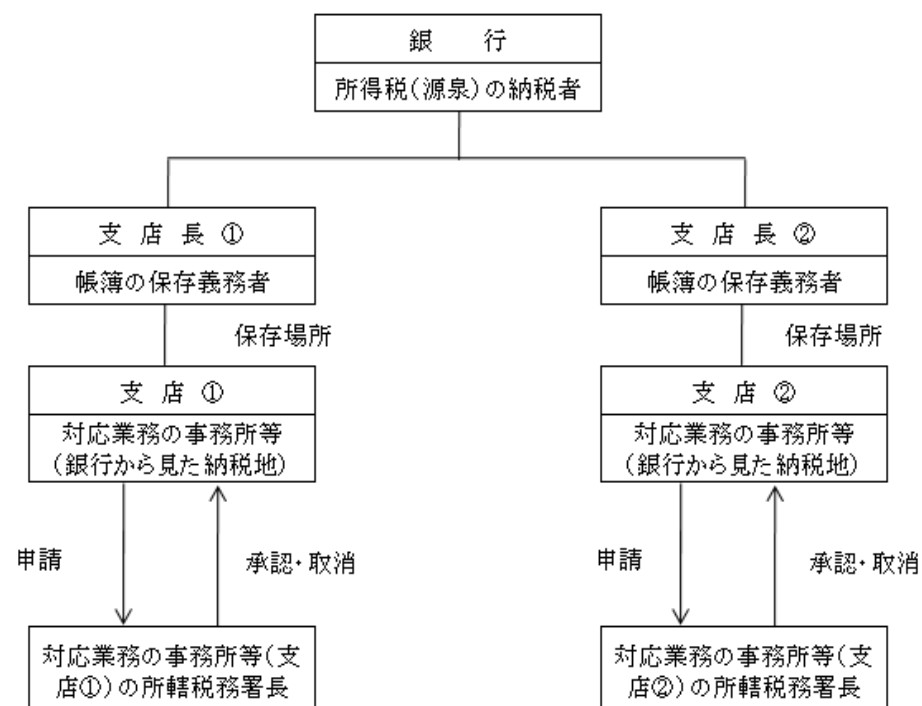 銀　　行
所得税(源泉)の納税者
支 店 長 ①
帳簿の保存義務者
保存場所
支 店 ①
対応業務の事務所等
(銀行から見た納税地)
申請
承認・取消
対応業務の事務所等(支
店①)の所轄税務署長
支 店 長 ②
帳簿の保存義務者
保存場所
支 店 ②
対応業務の事務所等
(銀行から見た納税地)
申請
承認・取消
対応業務の事務所等(支
店②)の所轄税務署長